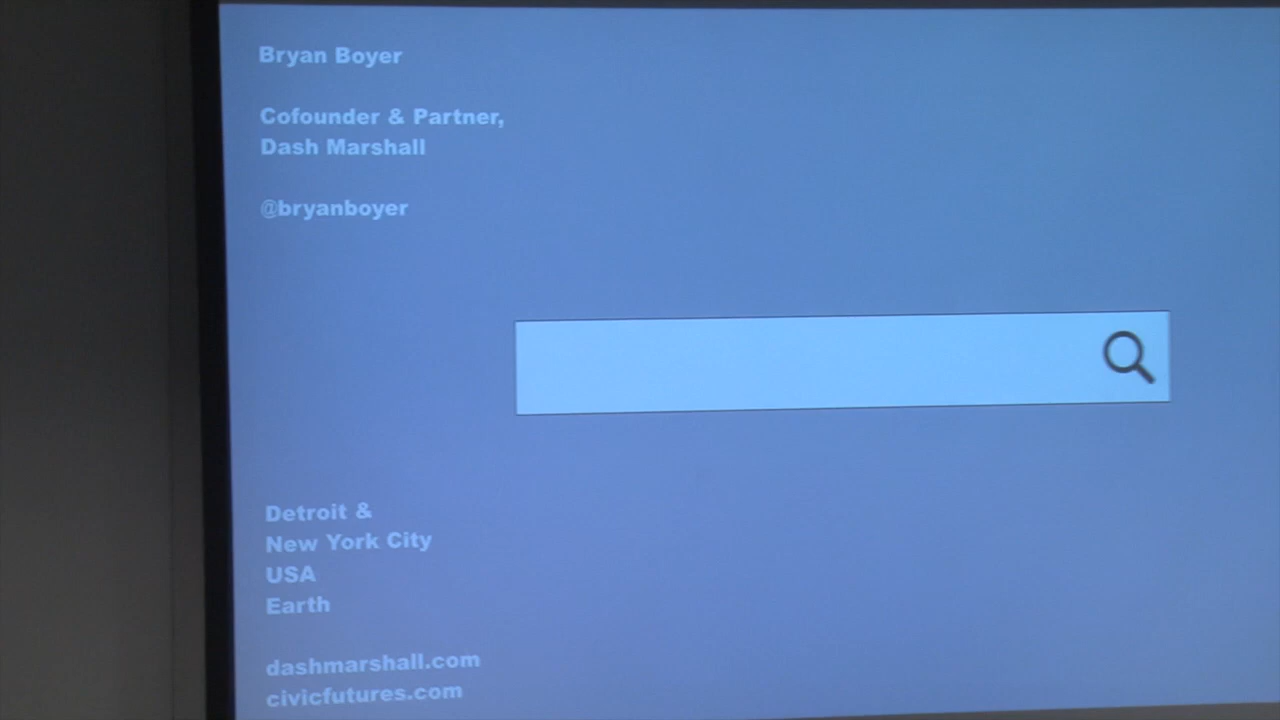 Bryan Boyer
Cofounder & Partner,
Dash Marshall
@bryanboyer
Detroit &
New York City
USA
Earth
dashmarshall.com
civicfutures.com